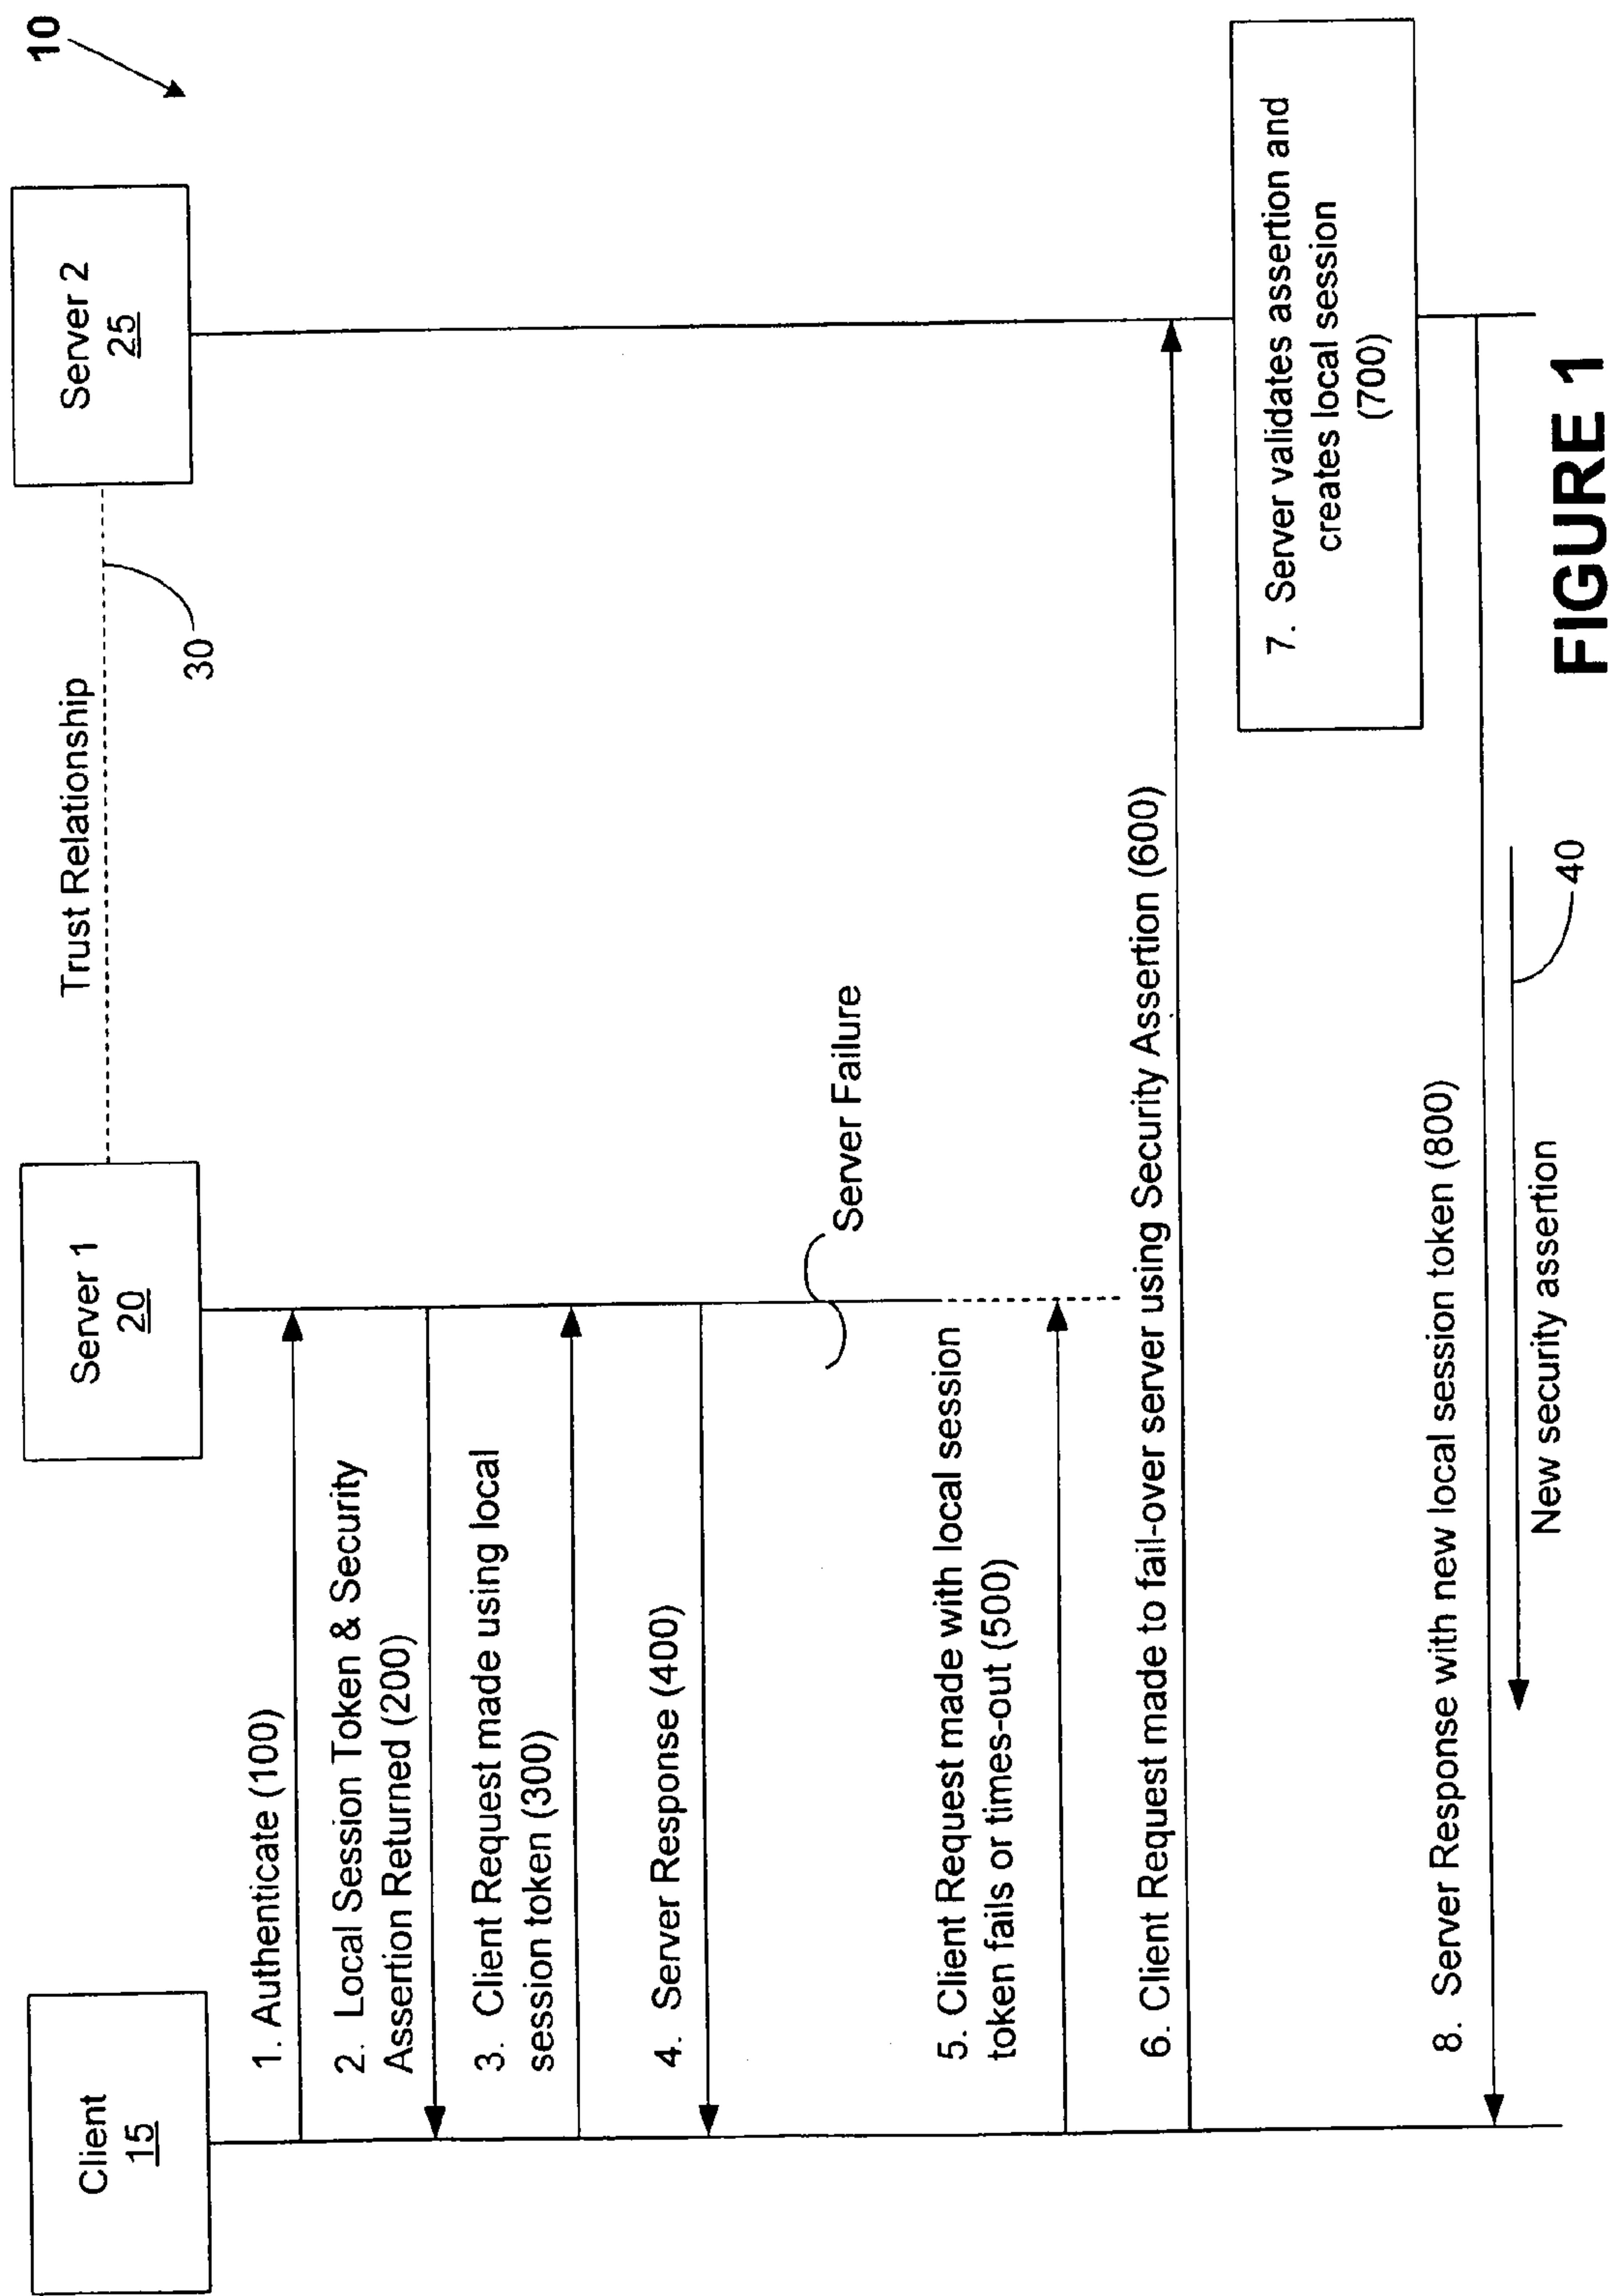 10
Client
15
Server 1
20
Trust Relationship
30
Server 2
25
1. Authenticate (100)
2. Local Session Token & Security
Assertion Returned (200)
3. Client Request made using local
session token (300)
4. Server Response (400)
Server Failure
5. Client Request made with local session
token fails or times-out (500)
6. Client Request made to fail-over server using Security Assertion (600)
7. Server validates assertion and
creates local session
(700)
8. Server Response with new local session token (800)
New security assertion
40
FIGURE 1